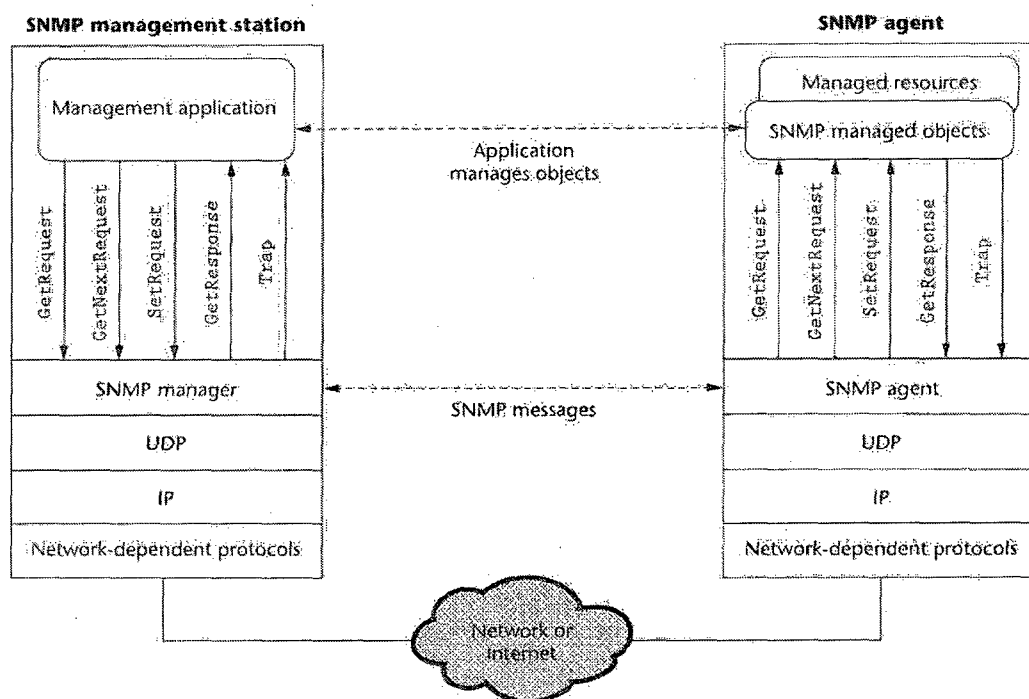 SNMP management station
SNMP agent
Management application
Managed resources
SNMP managed objects
Application
manages objects
GetRequest
GetNextRequest
SetRequest
GetResponse
Trap
GetRequest
GetNextRequest
SetRequest
GetResponse
Trap
SNMP manager
SNMP messages
SNMP agent
UDP
UDP
IP
IP
Network-dependent protocols
Network-dependent protocols
Network or
Internet